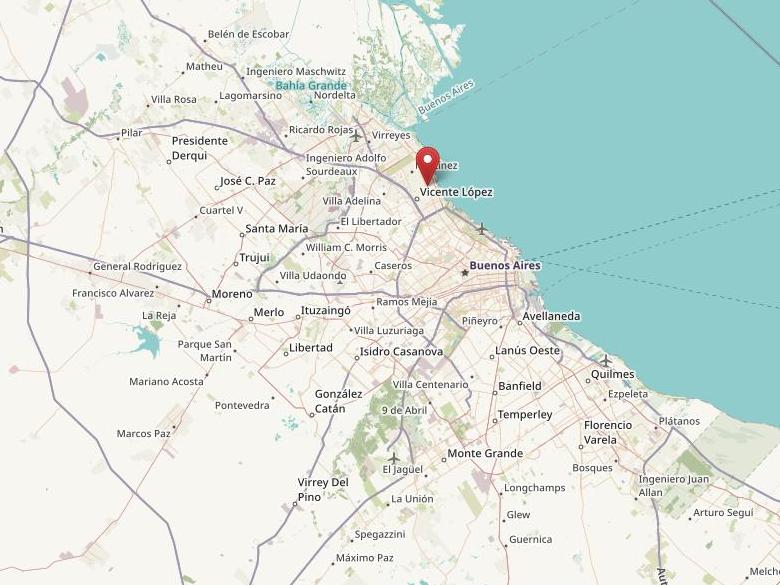 Belén de Escobar
Matheu
Ingeniero Maschwitz
Bahía Grande
Lagomarsino
Nordelta
Villa Rosa
Buenos Aires
Pilar
Ricardo Rojas
Virreyes
Presidente
Derqui
Ingeniero Adolfo
Sourdeaux
José C. Paz
Vicente López
Villa Adelina
Cuartel V
El Libertador
Santa María
William C. Morris
Trujui
Buenos Aires
General Rodriguez
Caseros
Villa Udaondo
Francisco Alvarez
Moreno
Ramos Mejia
La Reja
Merlo
Ituzaingó
Avellaneda
Piñeyro
Villa Luzuriaga
Parque San
Martín
Libertad
Isidro Casanova
Lanús Oeste
Mariano Acosta
Quilmes
Villa Centenario
Banfield
González
Catán
Ezpeleta
Pontevedra
9 de Abril
Temperley
Plátanos
Florencio
Varela
Marcos Paz
Monte Grande
El Jagüel
Bosques
Virrey Del
Pino
Ingeniero Juan
Allan
Longchamps
La Unión
Glew
Arturo Seguí
Spegazzini
Guernica
Máximo Paz